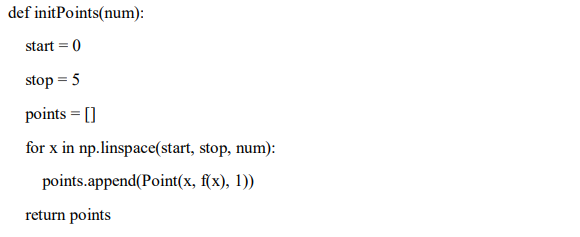 def initPoints(num):
start = 0
stop = 5
points = []
for x in np.linspace(start, stop, num):
points.append(Point(x, f(x), 1))
return points